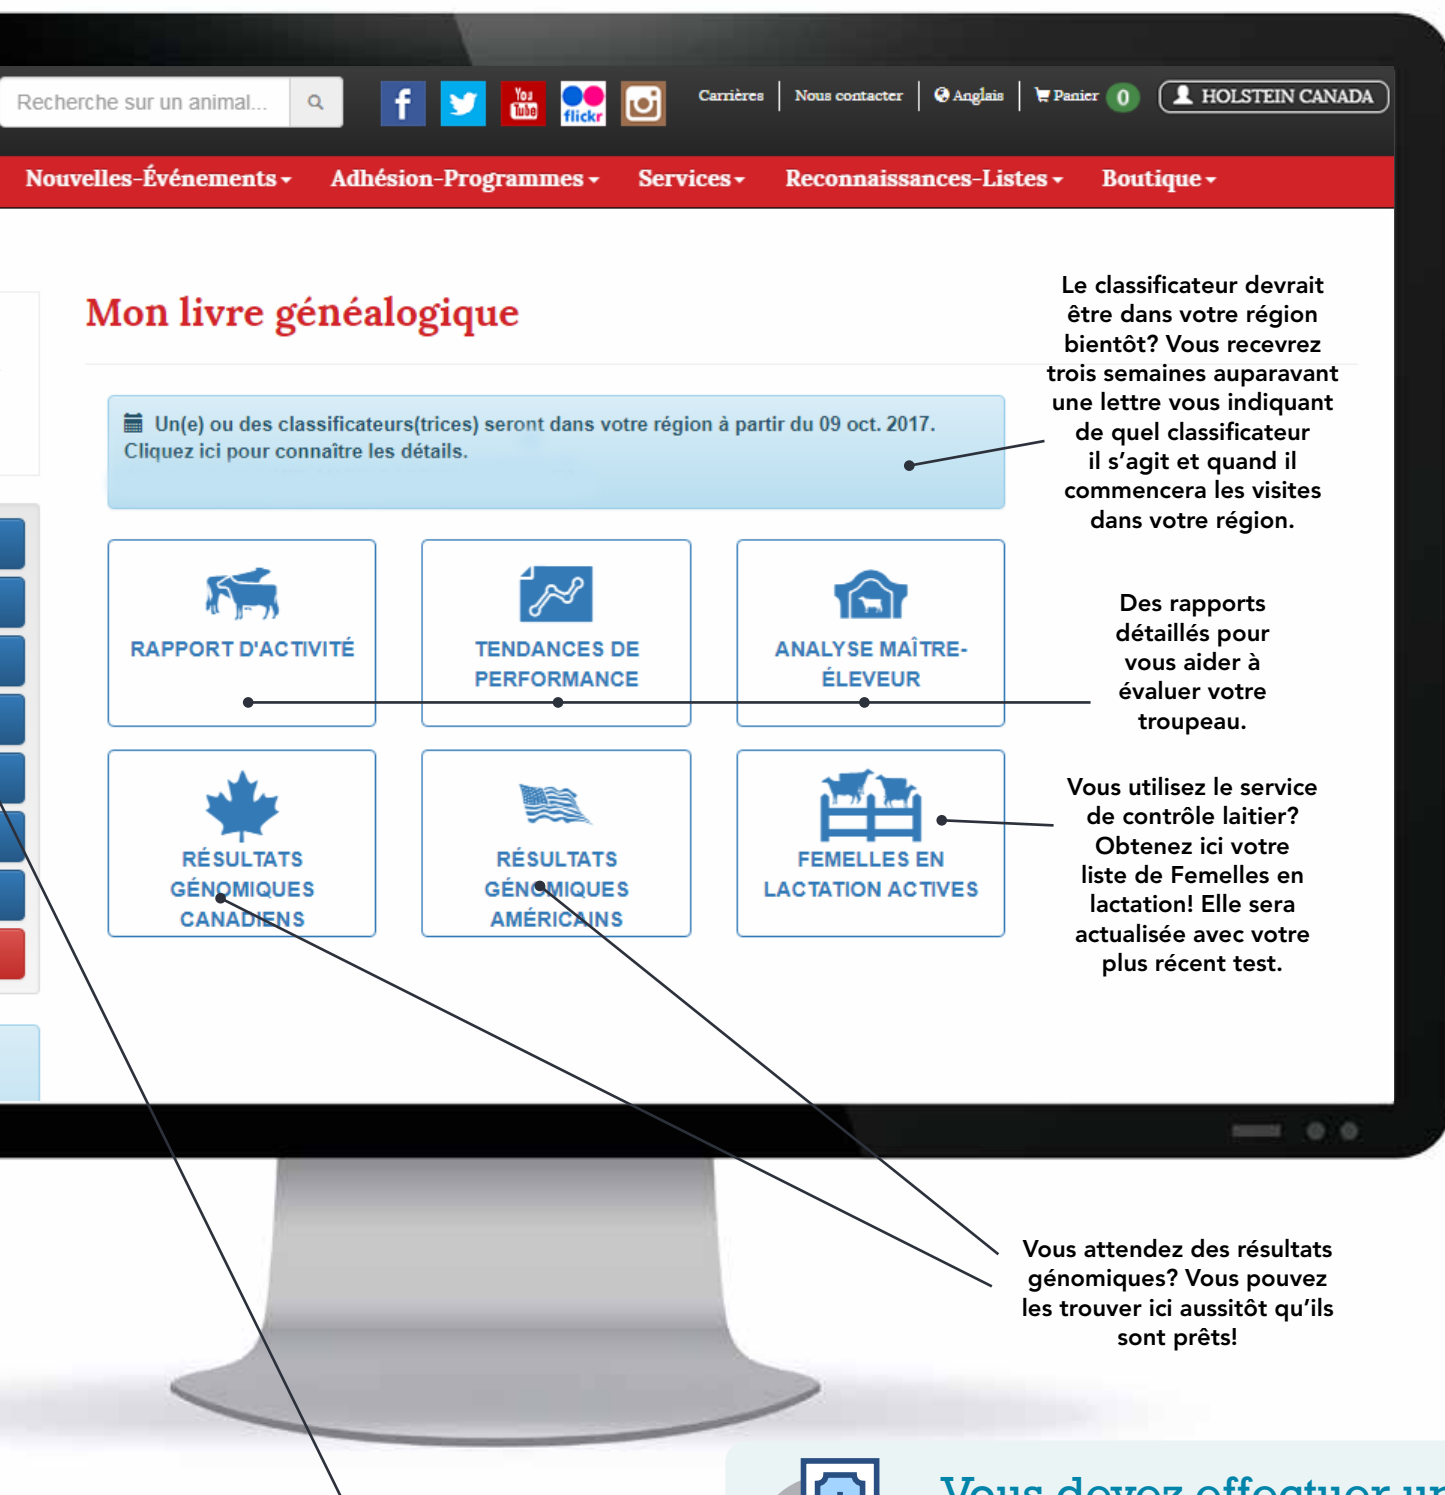 Recherche sur un animal...
f
You
Tube
flickr
Carrières
Nous contacter
Anglais
Panier
0
HOLSTEIN CANADA
Nouvelles-Événements
Adhésion-Programmes
Services
Reconnaissances-Listes
Boutique
Mon livre généalogique
Un(e) ou des classificateurs(trices) seront dans votre région à partir du 09 oct. 2017.
Cliquez ici pour connaître les détails.
Le classificateur devrait
être dans votre région
bientôt? Vous recevrez
trois semaines auparavant
une lettre vous indiquant
de quel classificateur
il s'agit et quand il
commencera les visites
dans votre région.
RAPPORT D'ACTIVITÉ
TENDANCES DE
PERFORMANCE
ANALYSE MAÎTRE-
ÉLEVEUR
Des rapports
détaillés pour
vous aider à
évaluer votre
troupeau.
RÉSULTATS
GÉNOMIQUES
CANADIENS
RÉSULTATS
GÉNOMIQUES
AMÉRICAINS
FEMELLES EN
LACTATION ACTIVES
Vous utilisez le service
de contrôle laitier?
Obtenez ici votre
liste de Femelles en
lactation! Elle sera
actualisée avec votre
plus récent test.
Vous attendez des résultats
génomiques? Vous pouvez
les trouver ici aussitôt qu'ils
sont prêts!
Vous devez effectuer un